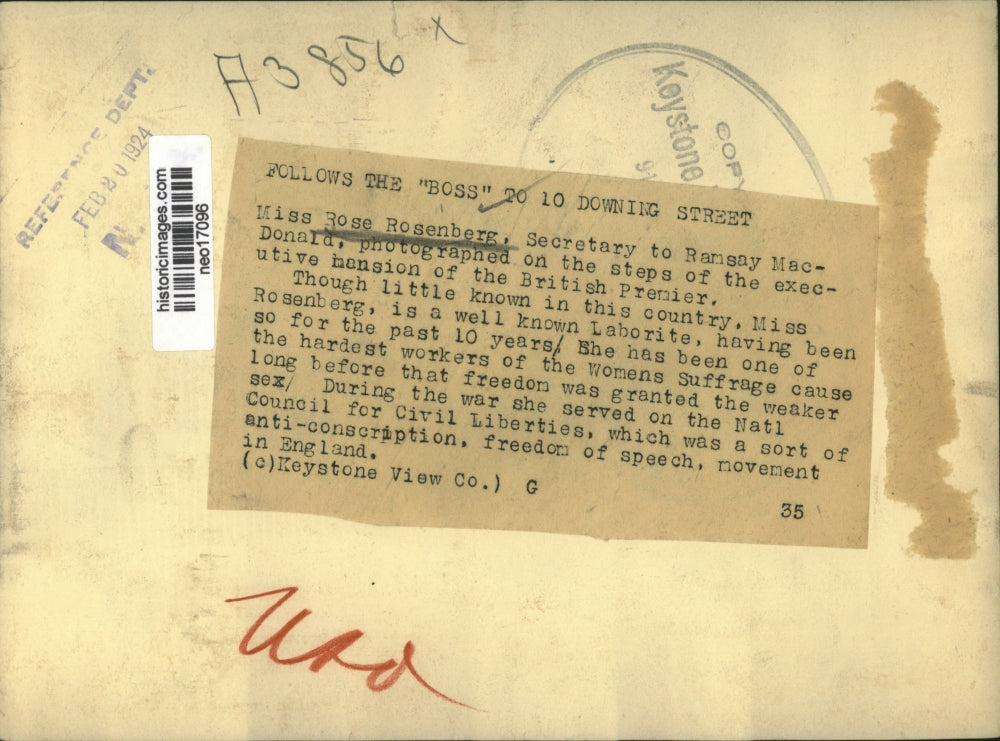 A3856 x
REFERENCE DEPT.
FEB 20 1924
N.
historicimages.com
neo17096
COPY
Keystone
91
FOLLOWS THE "BOSS" TO 10 DOWNING STREET
Miss Rose Rosenberg, Secretary to Ramsay Mac-
Donald, photographed on the steps of the exec-
utive mansion of the British Premier.
Though little known in this country, Miss
Rosenberg, is a well known Laborite, having been
so for the past 10 years/ She has been one of
the hardest workers of the Womens Suffrage cause
long before that freedom was granted the weaker
sex/ During the war she served on the Natl
Council for Civil Liberties, which was a sort of
anti-conscription, freedom of speech, movement
in England.
(c)Keystone View Co.) G
35